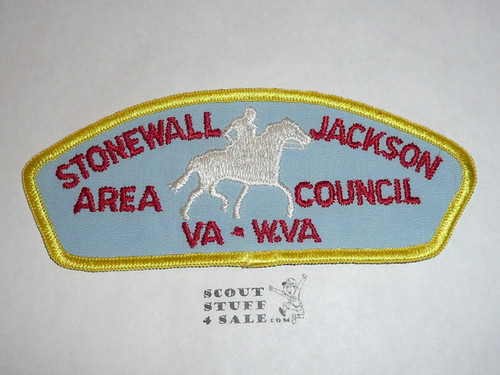 STONEWALL JACKSON
AREA COUNCIL
VA - W.VA
SCOUT
STUFF
4 SALE.COM